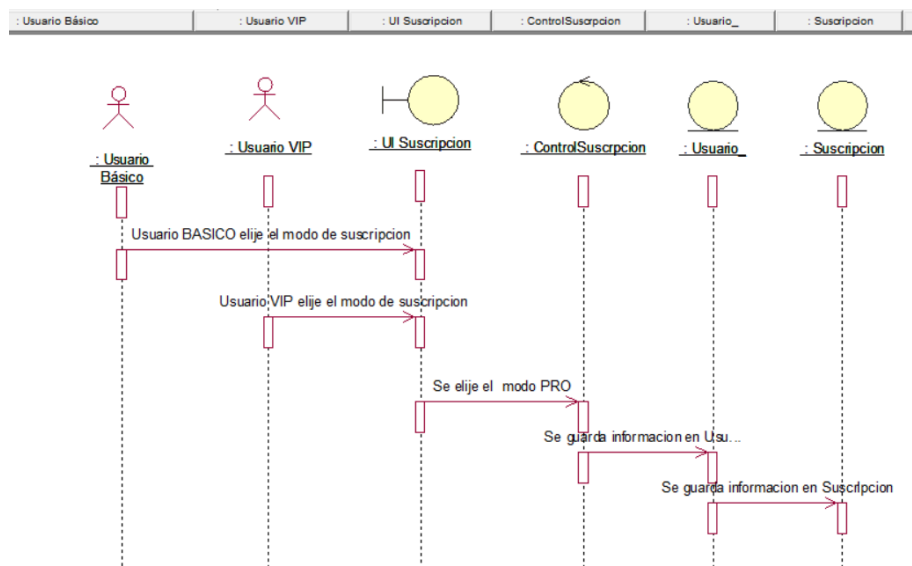 : Usuario Básico
: Usuario VIP
: UI Suscripcion
: ControlSuscrpcion
: Usuario_
: Suscripcion
: Usuario
Básico
: Usuario VIP
: UI Suscripcion
: ControlSuscrpcion
: Usuario_
: Suscripcion
Usuario BASICO elije el modo de suscripcion
Usuario VIP elije el modo de suscripcion
Se elije el modo PRO
Se guarda informacion en Usu...
Se guarda informacion en Suscripcion